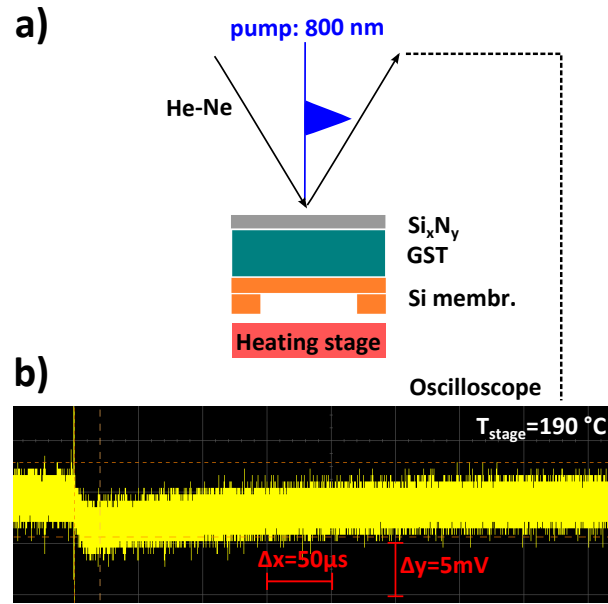 a)
pump: 800 nm
He-Ne
SixNy
GST
Si membr.
Heating stage
b)
Oscilloscope
Tstage=190 °C
Δx=50µs
Δy=5mV